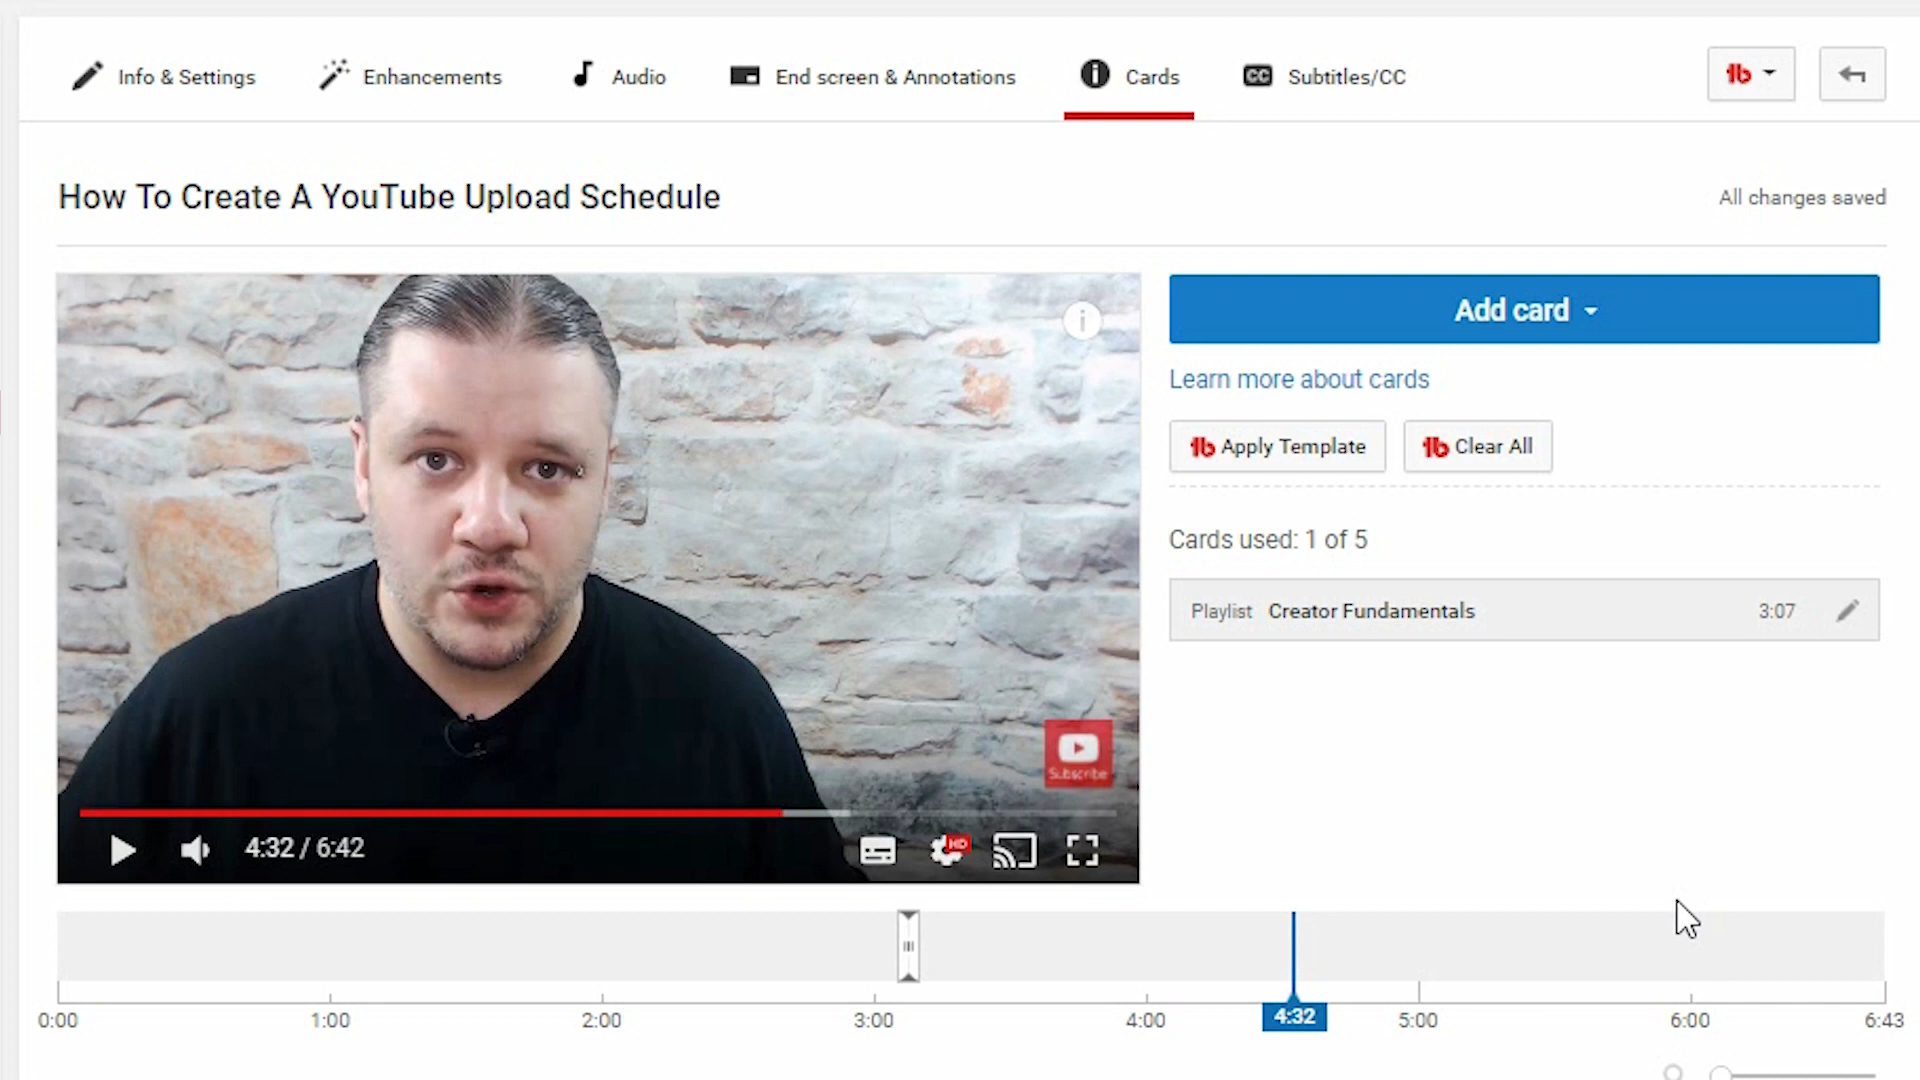 Info & Settings
Enhancements
Audio
End screen & Annotations
Cards
CC Subtitles/CC
How To Create A YouTube Upload Schedule
All changes saved
Add card
Learn more about cards
Apply Template
Clear All
Cards used: 1 of 5
Playlist Creator Fundamentals 3:07
Subscribe
4:32 / 6:42
HD
0:00 1:00 2:00 3:00 4:00 4:32 5:00 6:00 6:43